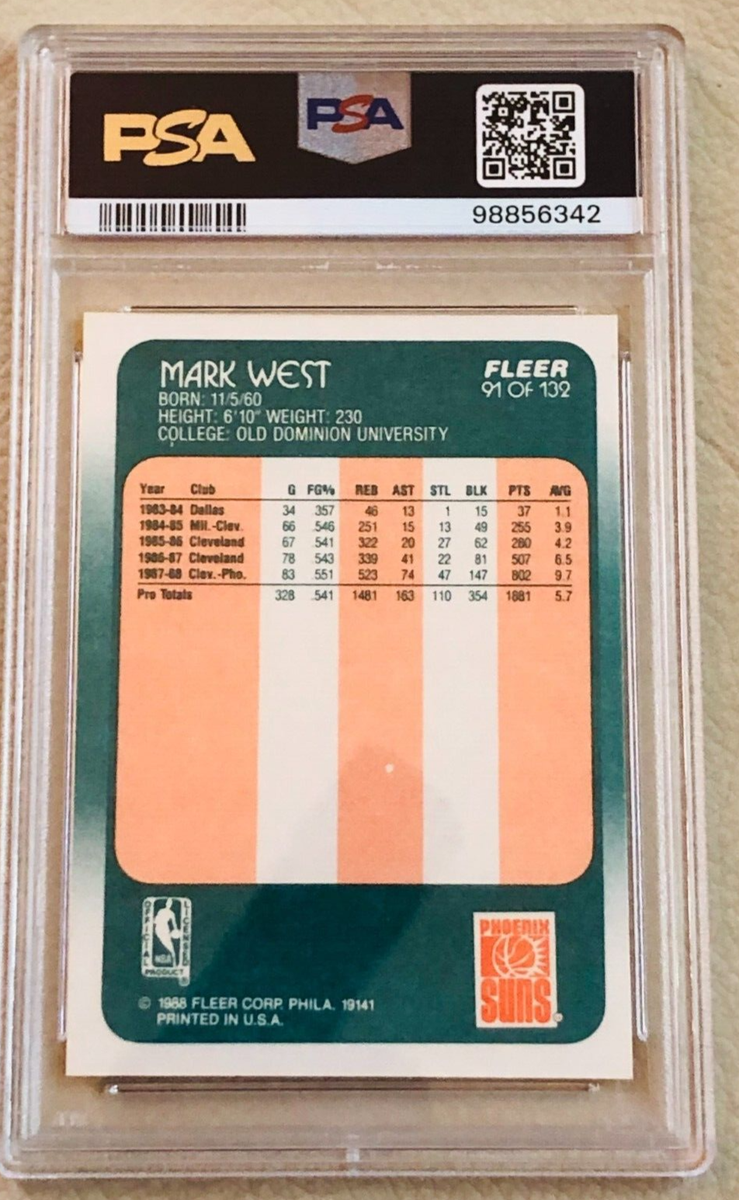 PSA PSA
98856342
MARK WEST FLEER
BORN: 11/5/60 91 OF 132
HEIGHT: 6'10" WEIGHT: 230
COLLEGE: OLD DOMINION UNIVERSITY
Year Club G FG% REB AST STL BLK PTS AVG
1983-84 Dallas 34 .357 46 13 1 15 37 1.1
1984-85 Mil.-Clev. 66 .546 251 15 13 49 255 3.9
1985-86 Cleveland 67 .541 322 20 27 62 280 4.2
1986-87 Cleveland 78 .543 339 41 22 81 507 6.5
1987-88 Clev.-Pho. 83 .551 523 74 47 147 802 9.7
Pro Totals 328 .541 1481 163 110 354 1881 5.7
OFFICIAL LICENSED
NBA
PRODUCT ®
PHOENIX
SUNS
© 1988 FLEER CORP. PHILA. 19141
PRINTED IN U.S.A.